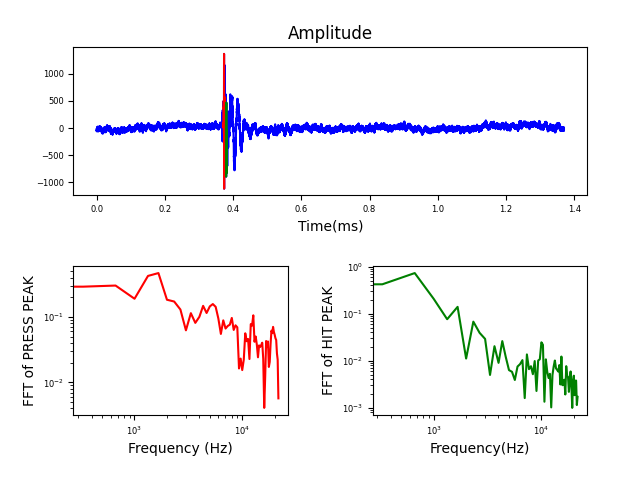 Amplitude
1000
500
0
−500
−1000
0.0 0.2 0.4 0.6 0.8 1.0 1.2 1.4
Time(ms)
FFT of PRESS PEAK
10⁻¹
10⁻²
10³ 10⁴
Frequency (Hz)
FFT of HIT PEAK
10⁰
10⁻¹
10⁻²
10⁻³
10³ 10⁴
Frequency(Hz)